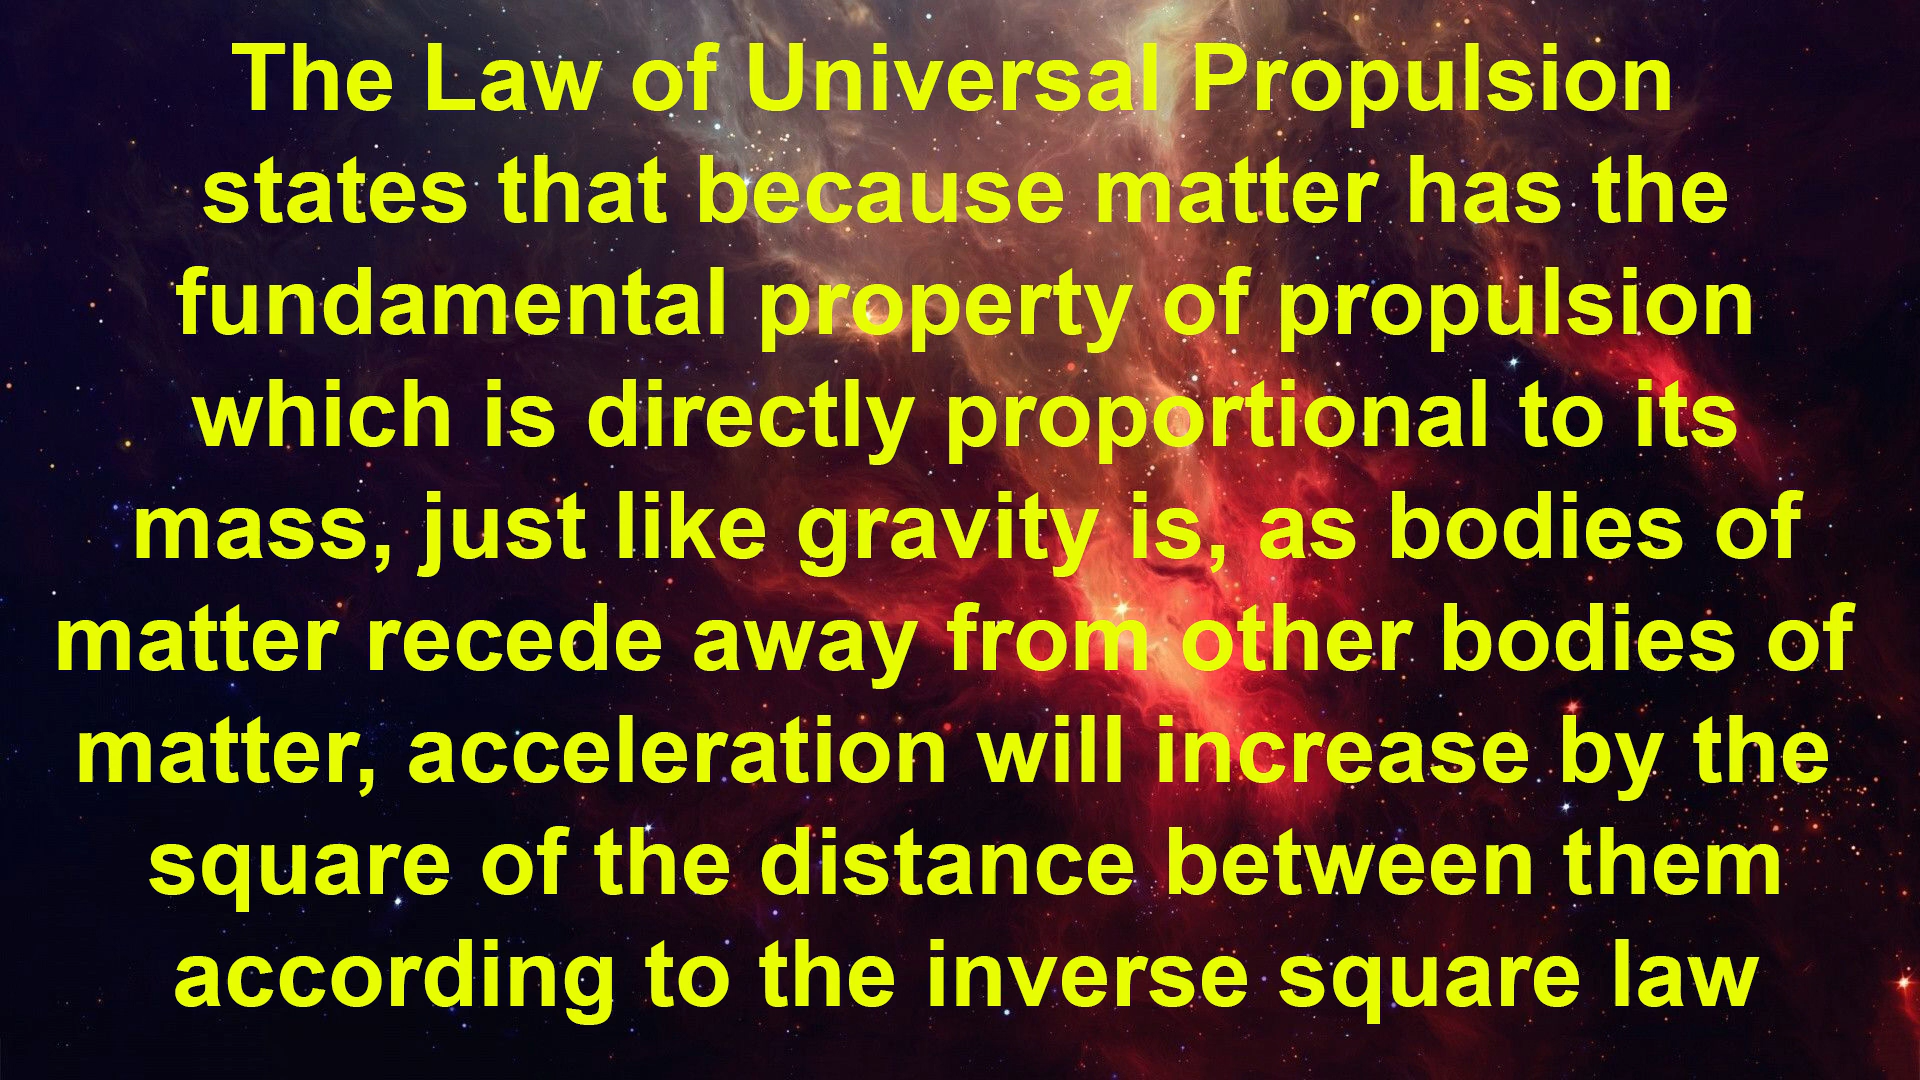 The Law of Universal Propulsion
states that because matter has the
fundamental property of propulsion
which is directly proportional to its
mass, just like gravity is, as bodies of
matter recede away from other bodies of
matter, acceleration will increase by the
square of the distance between them
according to the inverse square law